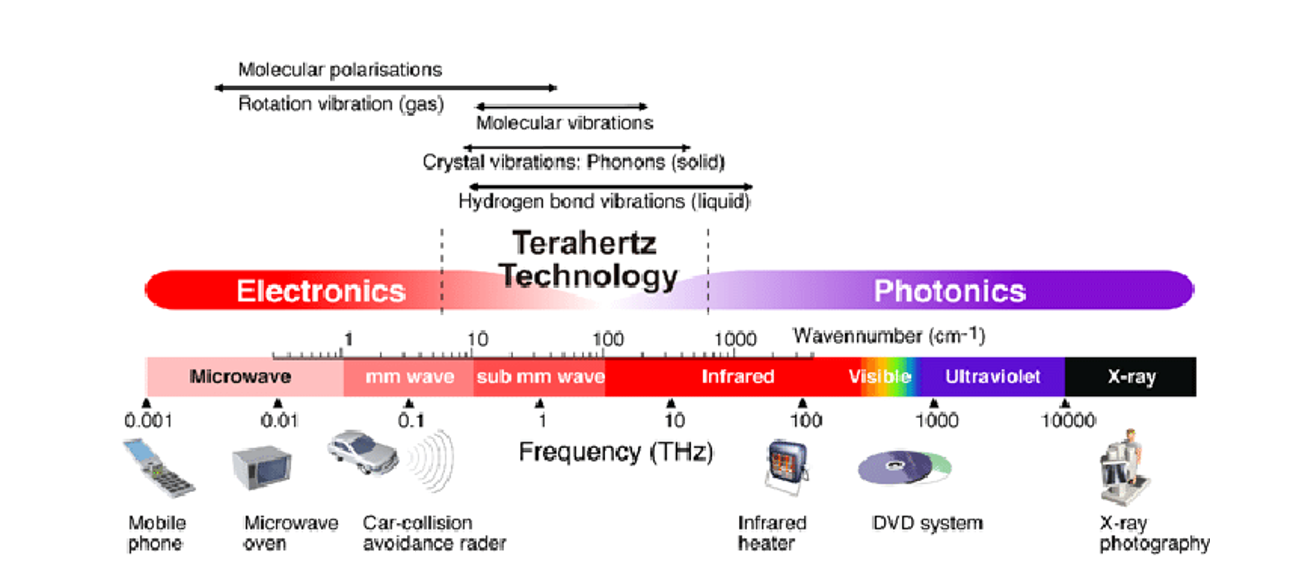 Molecular polarisations
Rotation vibration (gas)
Molecular vibrations
Crystal vibrations: Phonons (solid)
Hydrogen bond vibrations (liquid)
Terahertz
Technology
Electronics
Photonics
1 10 100 1000 Wavennumber (cm-1)
Microwave mm wave sub mm wave Infrared Visible Ultraviolet X-ray
0.001 0.01 0.1 1 10 100 1000 10000
Frequency (THz)
Mobile
phone
Microwave
oven
Car-collision
avoidance rader
Infrared
heater
DVD system
X-ray
photography